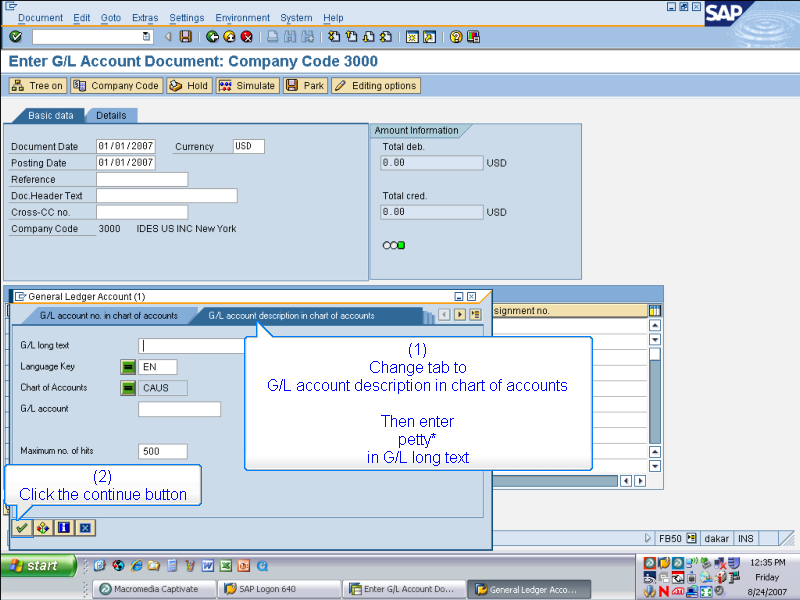 Document Edit Goto Extras Settings Environment System Help
SAP
Enter G/L Account Document: Company Code 3000
Tree on Company Code Hold Simulate Park Editing options
Basic data Details
Document Date 01/01/2007 Currency USD
Posting Date 01/01/2007
Reference
Doc.Header Text
Cross-CC no.
Company Code 3000 IDES US INC New York
Amount Information
Total deb.
0.00 USD
Total cred.
0.00 USD
General Ledger Account (1)
signment no.
G/L account no. in chart of accounts G/L account description in chart of accounts
G/L long text
Language Key EN
Chart of Accounts CAUS
G/L account
Maximum no. of hits 500
(1)
Change tab to
G/L account description in chart of accounts
Then enter
petty*
in G/L long text
(2)
Click the continue button
FB50 dakar INS
start
Macromedia Captivate SAP Logon 640 Enter G/L Account Do... General Ledger Acco...
12:35 PM
Friday
8/24/2007